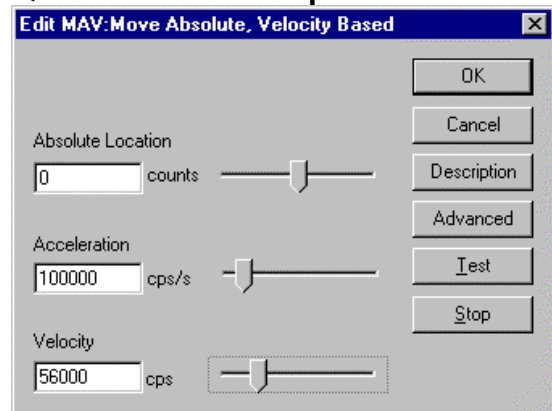 Edit MAV:Move Absolute, Velocity Based
OK
Cancel
Absolute Location
0 counts
Description
Advanced
Acceleration
100000 cps/s
Test
Stop
Velocity
56000 cps